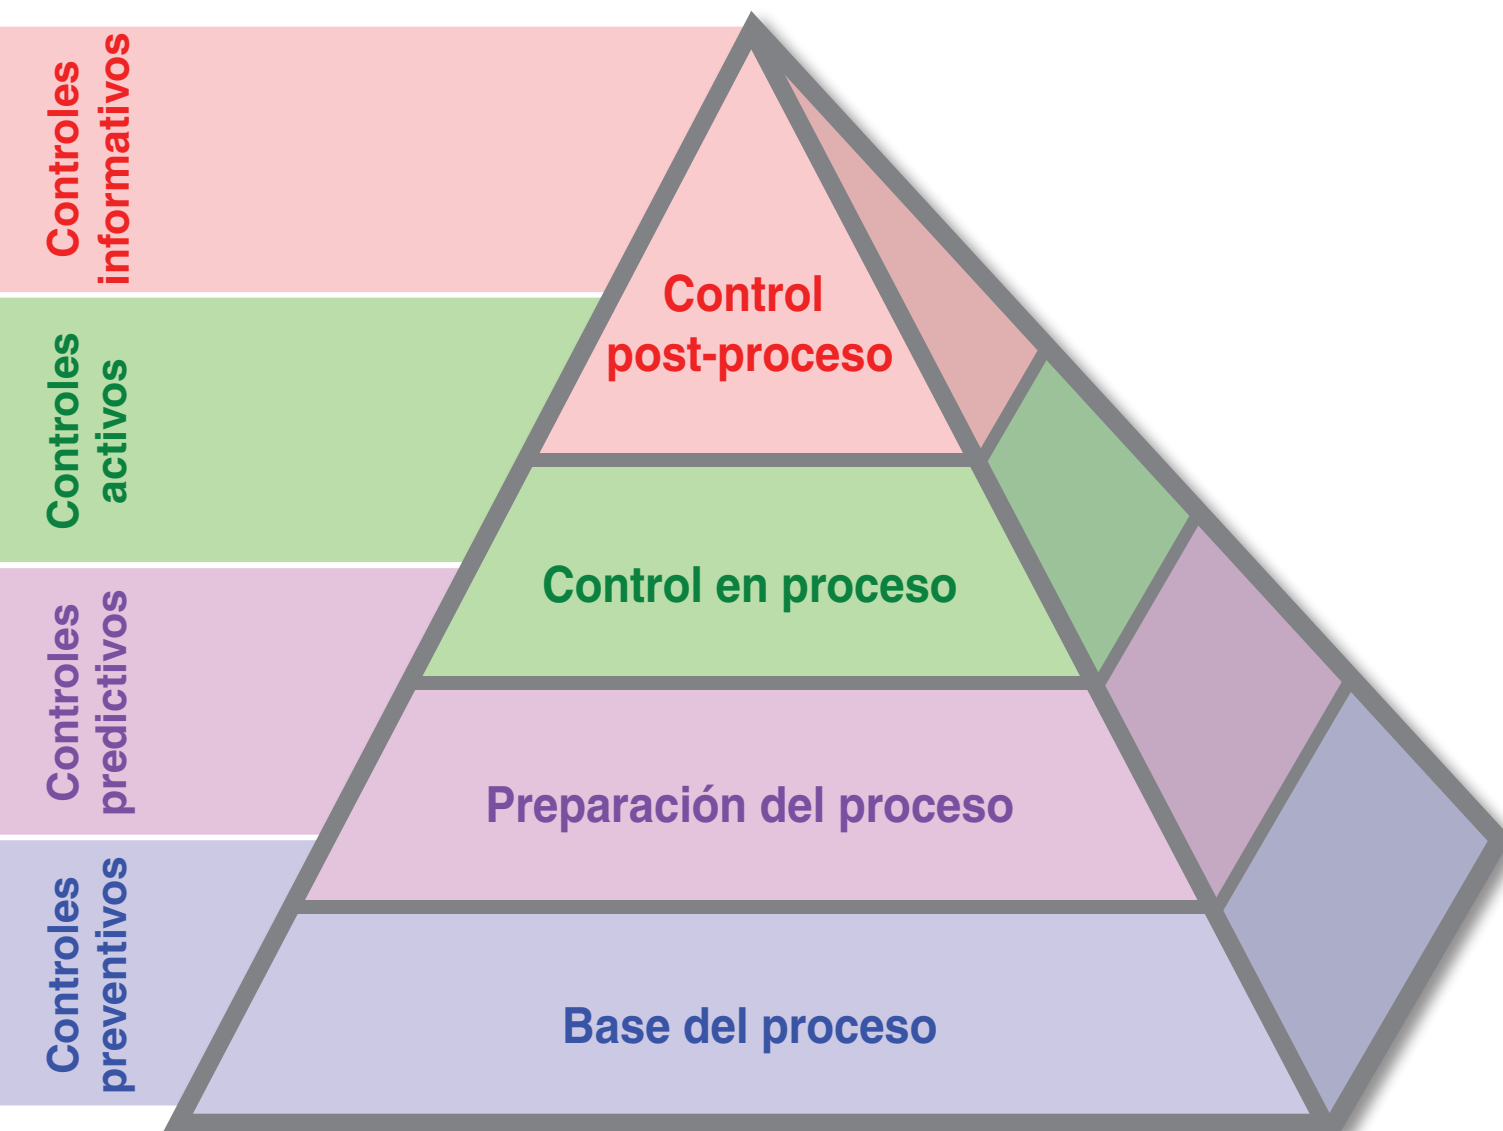 Controles
informativos
Control
post-proceso
Controles
activos
Control en proceso
Controles
predictivos
Preparación del proceso
Controles
preventivos
Base del proceso